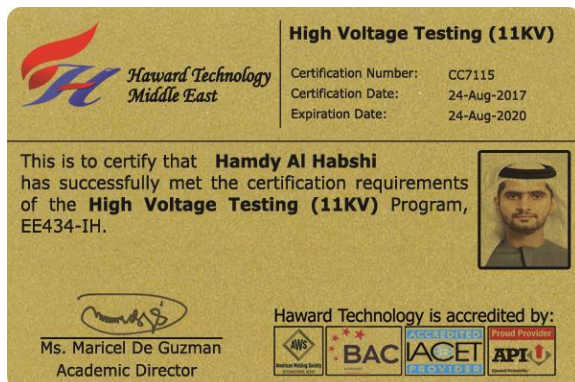 High Voltage Testing (11KV)
Haward Technology
Middle East
Certification Number: CC7115
Certification Date: 24-Aug-2017
Expiration Date: 24-Aug-2020
This is to certify that Hamdy Al Habshi
has successfully met the certification requirements
of the High Voltage Testing (11KV) Program,
EE434-IH.
Ms. Maricel De Guzman
Academic Director
Haward Technology is accredited by:
AWS
American Welding Society
BAC
ACCREDITED
IACET
PROVIDER
Proud Provider
API